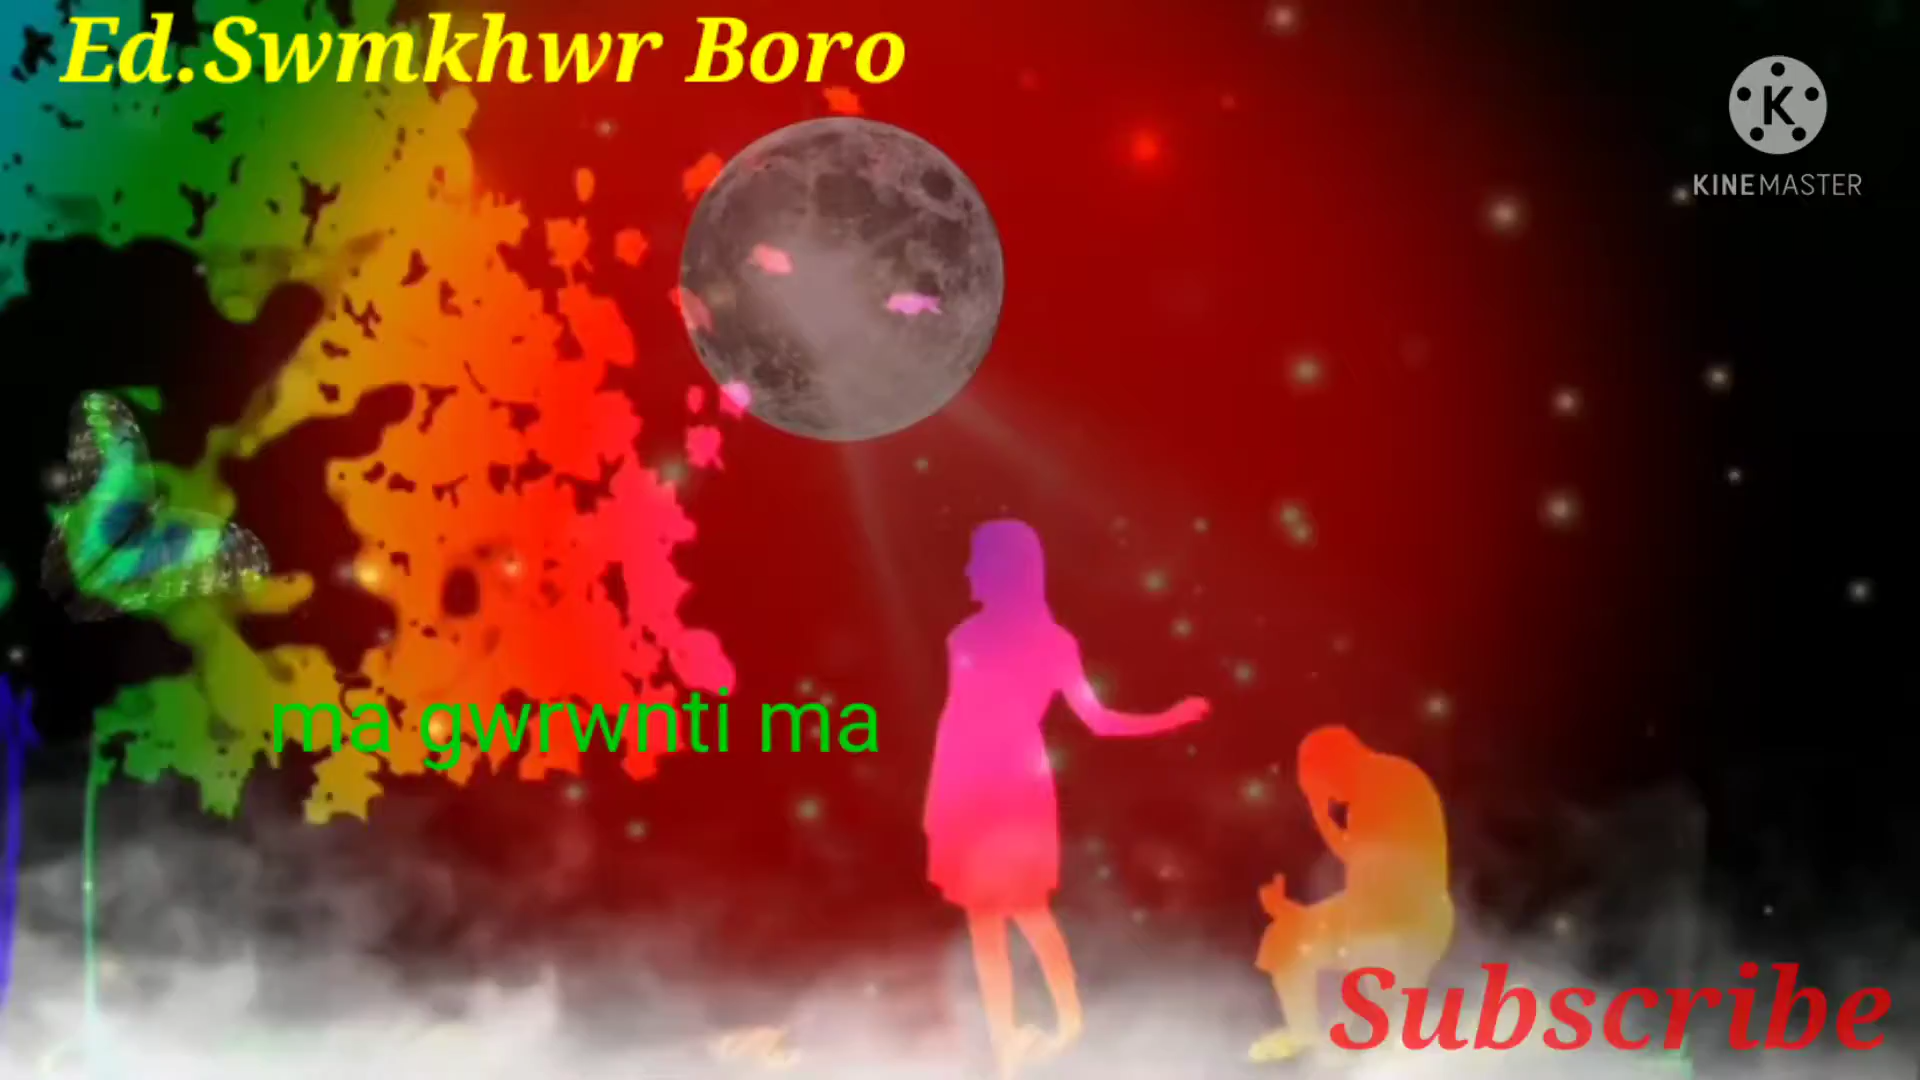 Ed.Swmkhwr Boro
K
KINEMASTER
ma gwrwnti ma
Subscribe